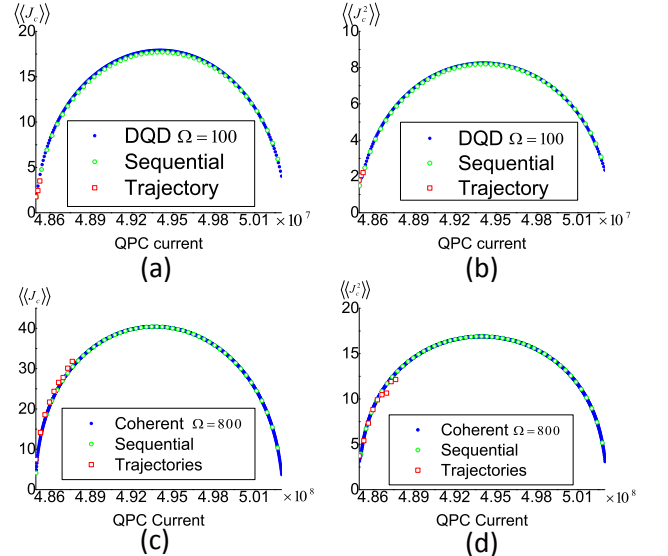 ⟨⟨J_c⟩⟩
20
15
10
5
0
DQD Ω = 100
Sequential
Trajectory
4.86 4.89 4.92 4.95 4.98 5.01 ×10^7
QPC current
(a)
⟨⟨J_c^2⟩⟩
10
8
6
4
2
0
DQD Ω = 100
Sequential
Trajectory
4.86 4.89 4.92 4.95 4.98 5.01 ×10^7
QPC current
(b)
⟨⟨J_c⟩⟩
40
30
20
10
0
Coherent Ω = 800
Sequential
Trajectories
4.86 4.89 4.92 4.95 4.98 5.01 ×10^8
QPC Current
(c)
⟨⟨J_c^2⟩⟩
20
15
10
5
0
Coherent Ω = 800
Sequential
Trajectories
4.86 4.89 4.92 4.95 4.98 5.01 ×10^8
QPC Current
(d)